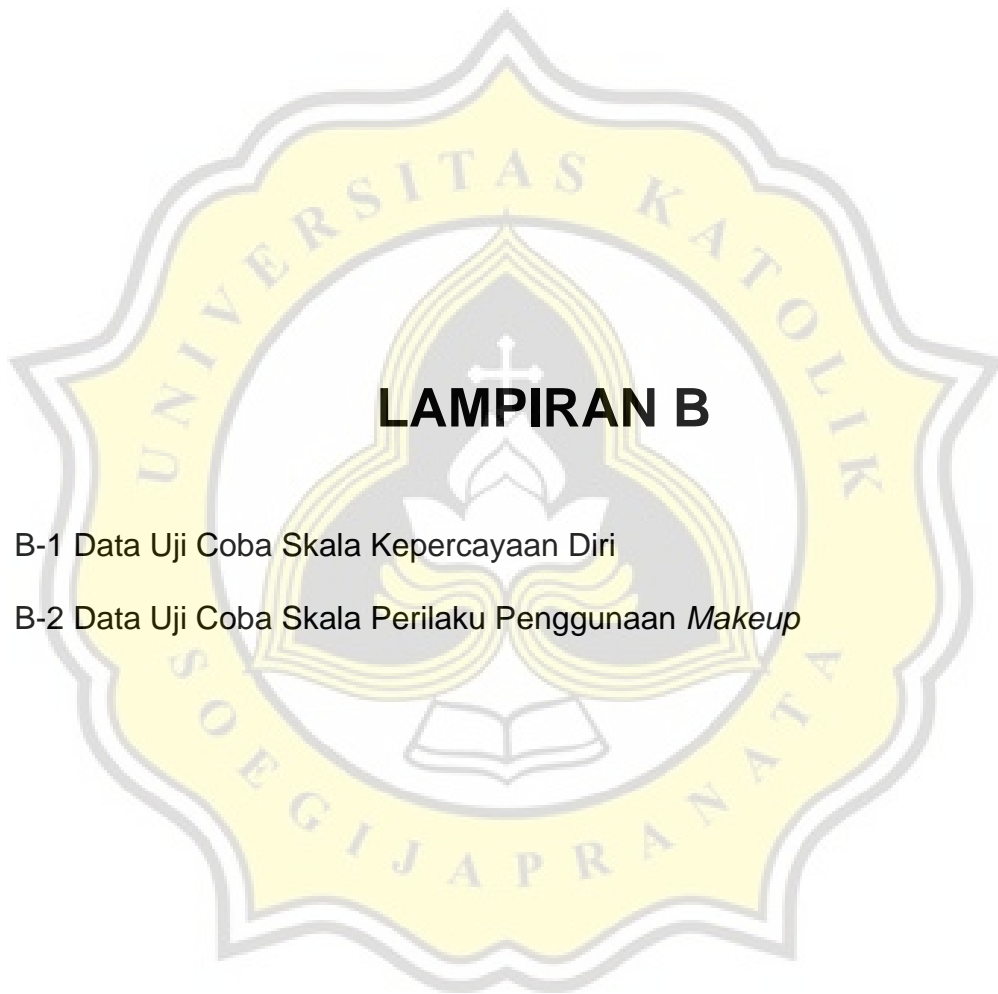 UNIVERSITAS KATOLIK
LAMPIRAN B
B-1 Data Uji Coba Skala Kepercayaan Diri
B-2 Data Uji Coba Skala Perilaku Penggunaan Makeup
SOEGIJAPRANATA